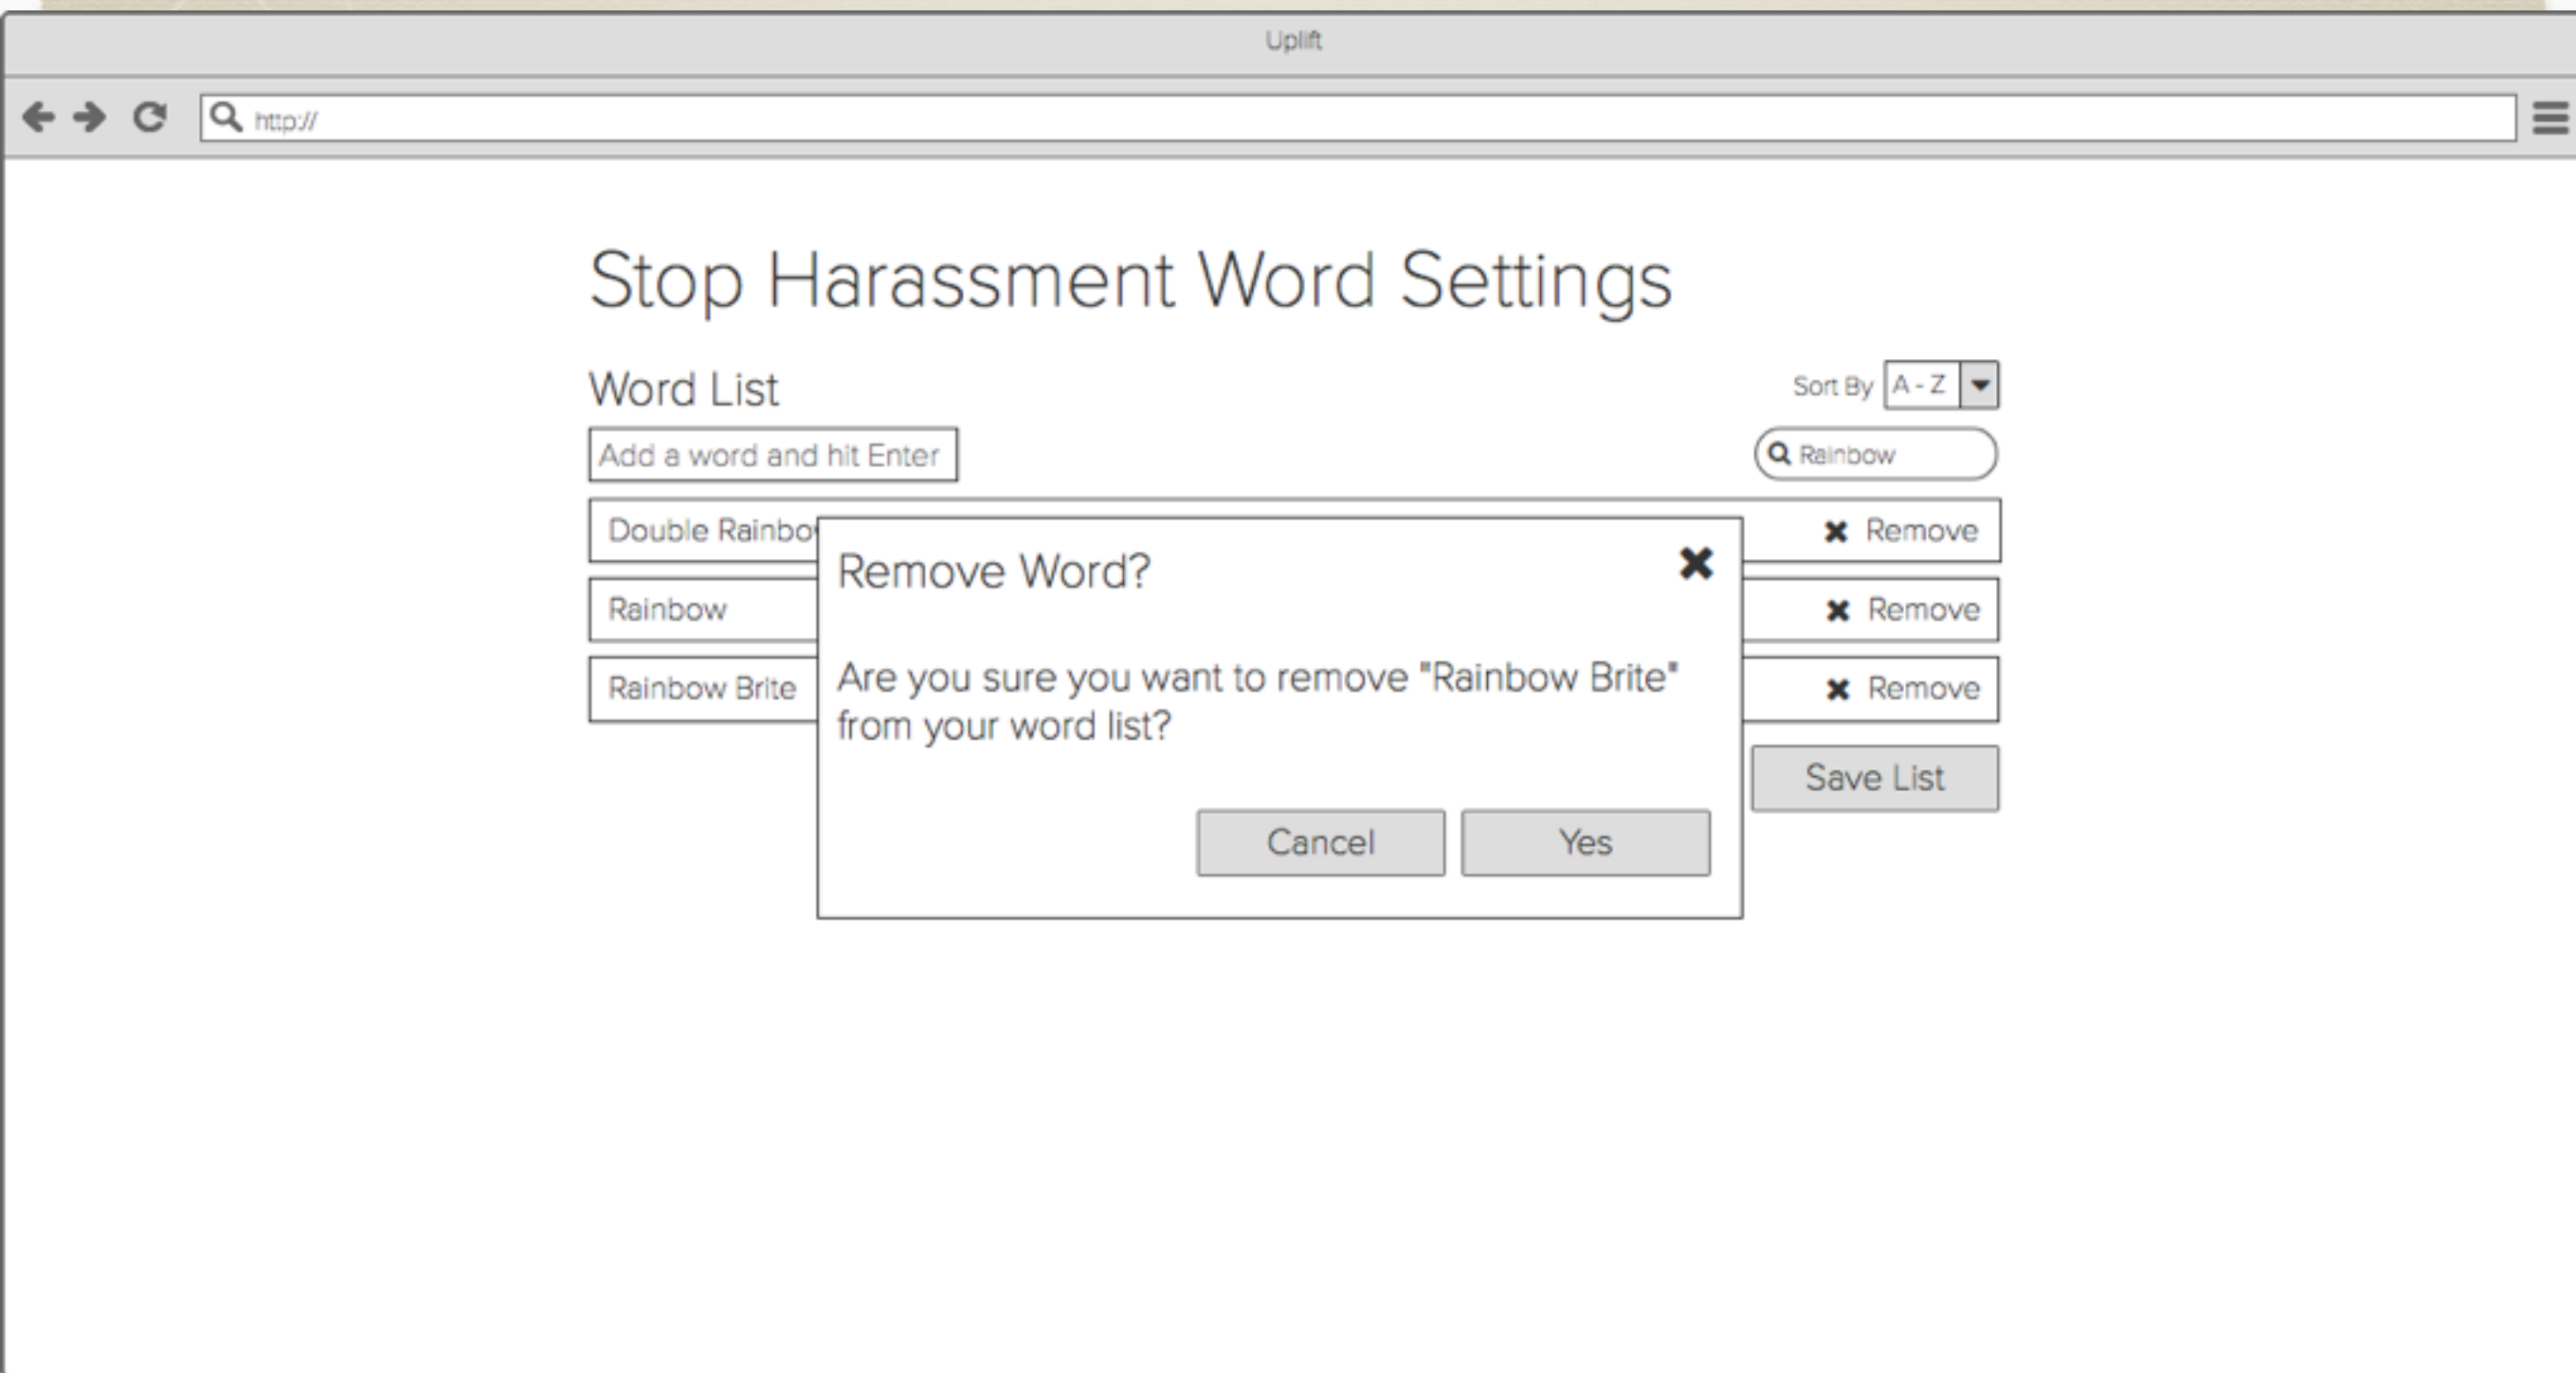 Uplift
http://
Stop Harassment Word Settings
Word List
Sort By A - Z
Add a word and hit Enter
Rainbow
Double Rainbo
Remove
Rainbow
Remove
Rainbow Brite
Remove
Remove Word?
Are you sure you want to remove "Rainbow Brite"
from your word list?
Save List
Cancel
Yes